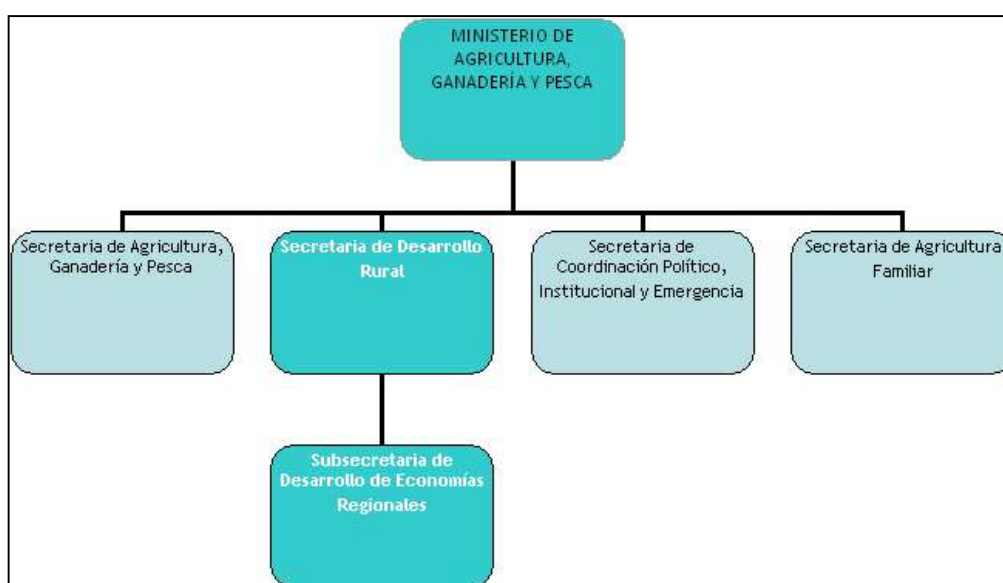 MINISTERIO DE
AGRICULTURA,
GANADERÍA Y PESCA
Secretaria de Agricultura,
Ganadería y Pesca
Secretaria de Desarrollo
Rural
Secretaria de
Coordinación Político,
Institucional y Emergencia
Secretaria de Agricultura
Familiar
Subsecretaria de
Desarrollo de Economías
Regionales